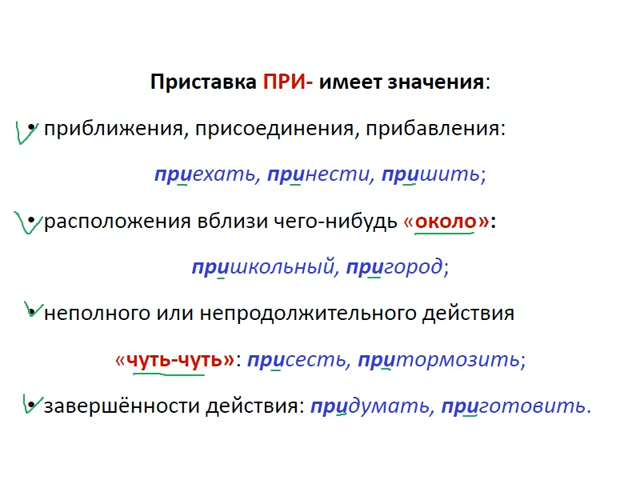 Приставка ПРИ- имеет значения:
• приближения, присоединения, прибавления:
приехать, принести, пришить;
• расположения вблизи чего-нибудь «около»:
пришкольный, пригород;
• неполного или непродолжительного действия
«чуть-чуть»: присесть, притормозить;
• завершённости действия: придумать, приготовить.